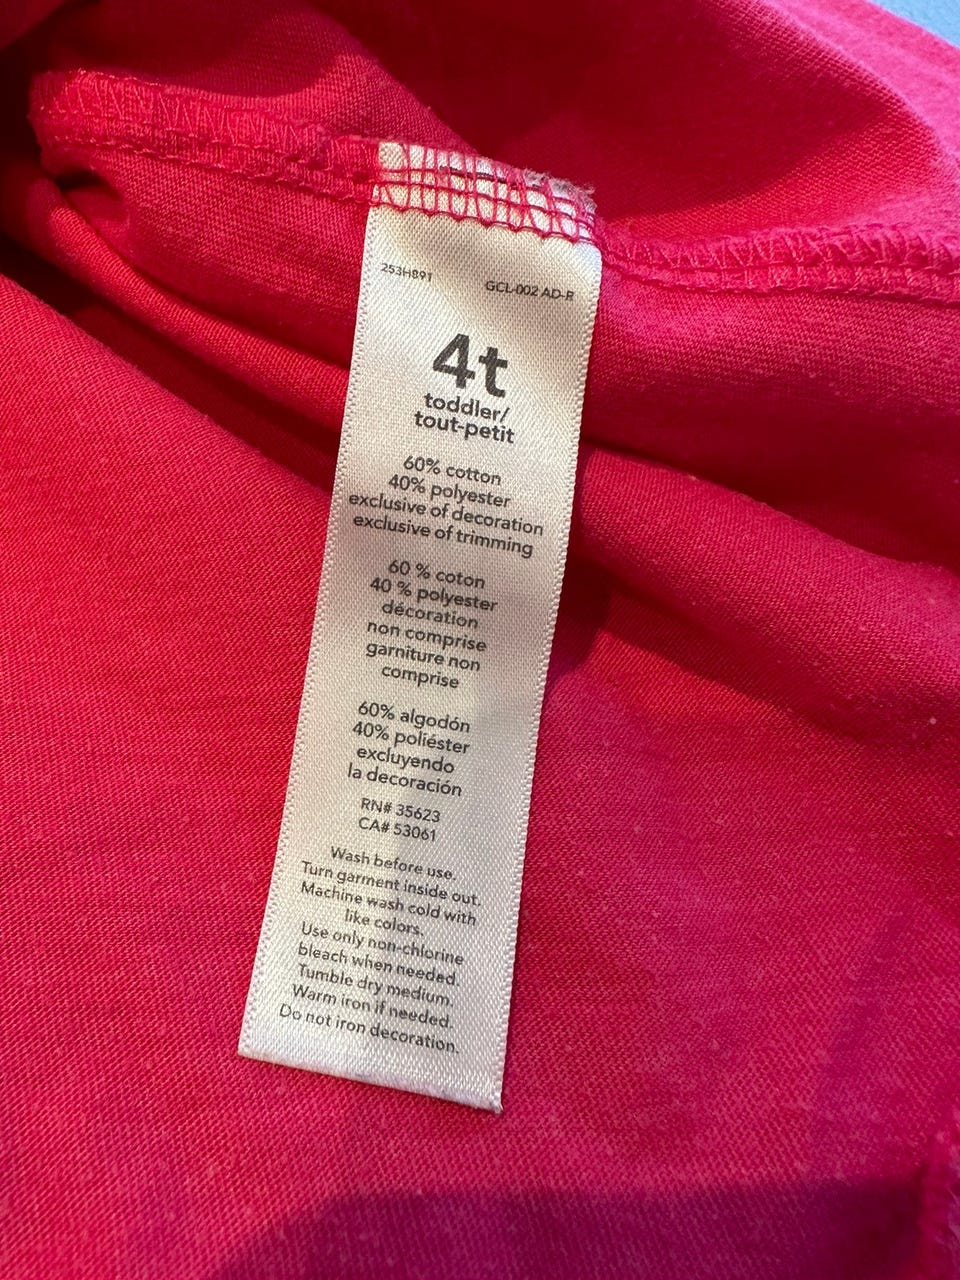 253H891
GCL-002 AD-R
4t
toddler/
tout-petit
60% cotton
40% polyester
exclusive of decoration
exclusive of trimming
60 % coton
40 % polyester
décoration
non comprise
garniture non
comprise
60% algodón
40% poliéster
excluyendo
la decoración
RN# 35623
CA# 53061
Wash before use.
Turn garment inside out.
Machine wash cold with
like colors.
Use only non-chlorine
bleach when needed.
Tumble dry medium.
Warm iron if needed.
Do not iron decoration.